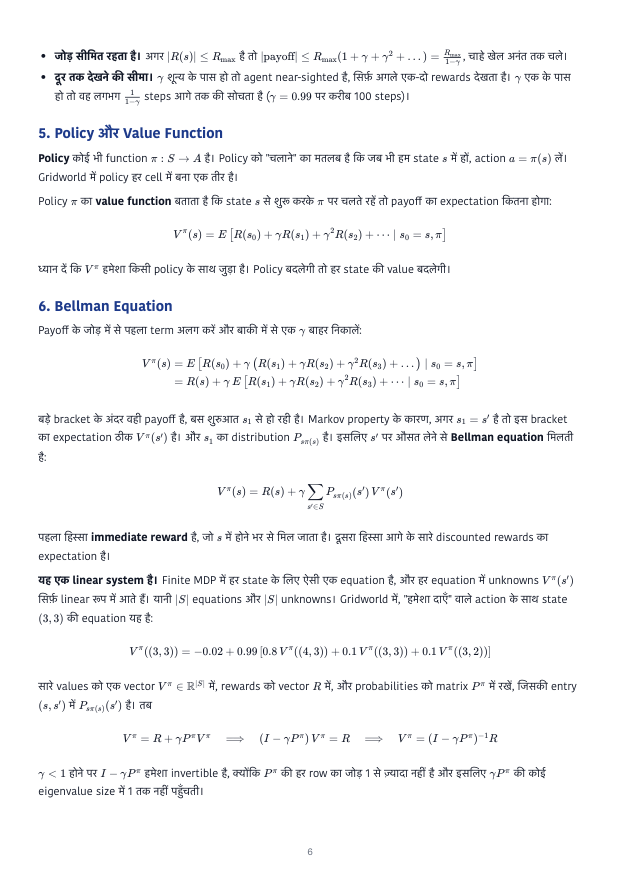 • जोड़ सीमित रहता है। अगर |R(s)| ≤ R_max है तो |payoff| ≤ R_max(1 + γ + γ² + …) = R_max/(1−γ), चाहे खेल अनंत तक चले।
• दूर तक देखने की सीमा। γ शून्य के पास हो तो agent near-sighted है, सिर्फ़ अगले एक-दो rewards देखता है। γ एक के पास
हो तो वह लगभग 1/(1−γ) steps आगे तक की सोचता है (γ = 0.99 पर करीब 100 steps)।
5. Policy और Value Function
Policy कोई भी function π : S → A है। Policy को "चलाने" का मतलब है कि जब भी हम state s में हों, action a = π(s) लें।
Gridworld में policy हर cell में बना एक तीर है।
Policy π का value function बताता है कि state s से शुरू करके π पर चलते रहें तो payoff का expectation कितना होगा:
V^π(s) = E [R(s₀) + γR(s₁) + γ²R(s₂) + ⋯ | s₀ = s, π]
ध्यान दें कि V^π हमेशा किसी policy के साथ जुड़ा है। Policy बदलेगी तो हर state की value बदलेगी।
6. Bellman Equation
Payoff के जोड़ में से पहला term अलग करें और बाकी में से एक γ बाहर निकालें:
V^π(s) = E [R(s₀) + γ (R(s₁) + γR(s₂) + γ²R(s₃) + …) | s₀ = s, π]
= R(s) + γ E [R(s₁) + γR(s₂) + γ²R(s₃) + ⋯ | s₀ = s, π]
बड़े bracket के अंदर वही payoff है, बस शुरुआत s₁ से हो रही है। Markov property के कारण, अगर s₁ = s′ है तो इस bracket
का expectation ठीक V^π(s′) है। और s₁ का distribution P_{sπ(s)} है। इसलिए s′ पर औसत लेने से Bellman equation मिलती
है:
V^π(s) = R(s) + γ ∑_{s′∈S} P_{sπ(s)}(s′) V^π(s′)
पहला हिस्सा immediate reward है, जो s में होने भर से मिल जाता है। दूसरा हिस्सा आगे के सारे discounted rewards का
expectation है।
यह एक linear system है। Finite MDP में हर state के लिए ऐसी एक equation है, और हर equation में unknowns V^π(s′)
सिर्फ़ linear रूप में आते हैं। यानी |S| equations और |S| unknowns। Gridworld में, "हमेशा दाएँ" वाले action के साथ state
(3, 3) की equation यह है:
V^π((3, 3)) = −0.02 + 0.99 [0.8 V^π((4, 3)) + 0.1 V^π((3, 3)) + 0.1 V^π((3, 2))]
सारे values को एक vector V^π ∈ ℝ^{|S|} में, rewards को vector R में, और probabilities को matrix P^π में रखें, जिसकी entry
(s, s′) में P_{sπ(s)}(s′) है। तब
V^π = R + γP^πV^π ⟹ (I − γP^π) V^π = R ⟹ V^π = (I − γP^π)^{−1}R
γ < 1 होने पर I − γP^π हमेशा invertible है, क्योंकि P^π की हर row का जोड़ 1 से ज़्यादा नहीं है और इसलिए γP^π की कोई
eigenvalue size में 1 तक नहीं पहुँचती।
6